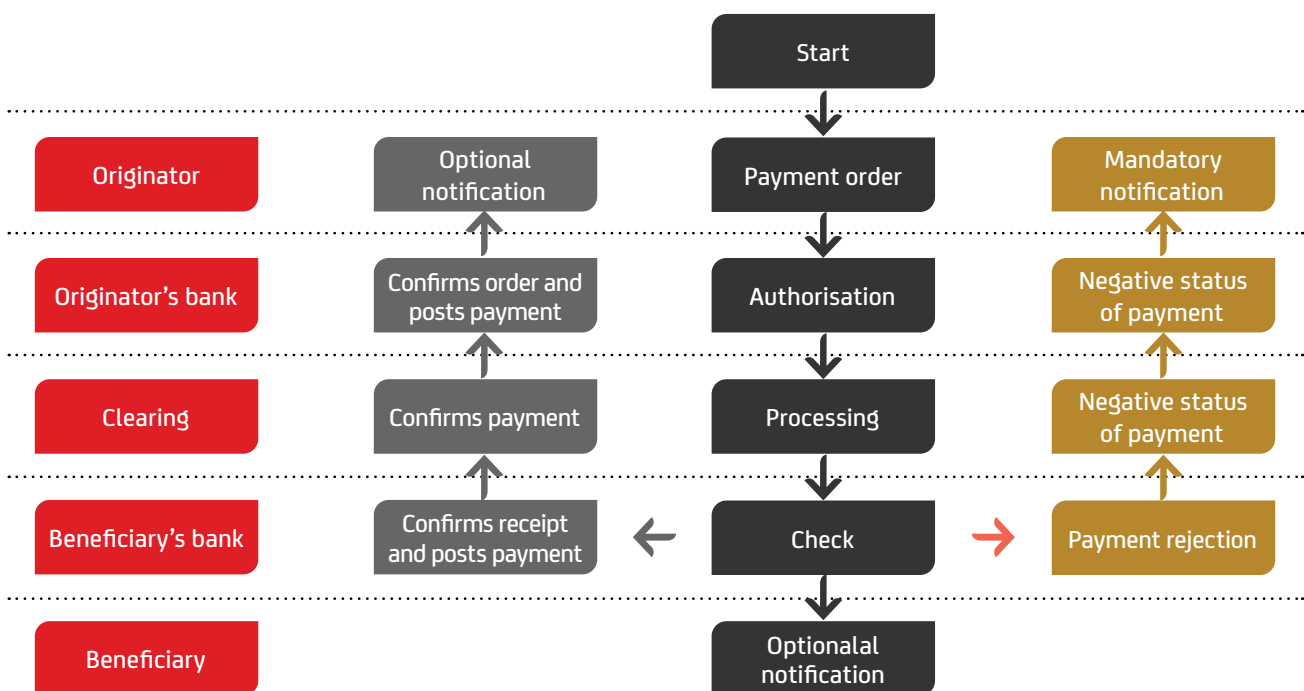 Start
Originator
Optional
notification
Payment order
Mandatory
notification
Originator’s bank
Confirms order and
posts payment
Authorisation
Negative status
of payment
Clearing
Confirms payment
Processing
Negative status
of payment
Beneficiary’s bank
Confirms receipt
and posts payment
Check
Payment rejection
Beneficiary
Optionalal
notification